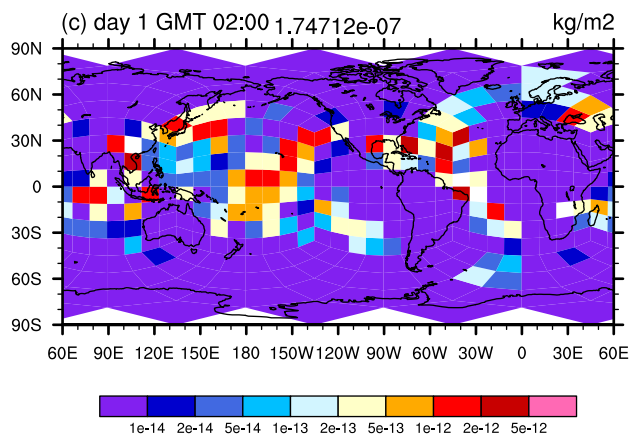 (c) day 1 GMT 02:00 1.74712e-07 kg/m2
90N
60N
30N
0
30S
60S
90S
60E 90E 120E 150E 180 150W 120W 90W 60W 30W 0 30E 60E
1e-14 2e-14 5e-14 1e-13 2e-13 5e-13 1e-12 2e-12 5e-12